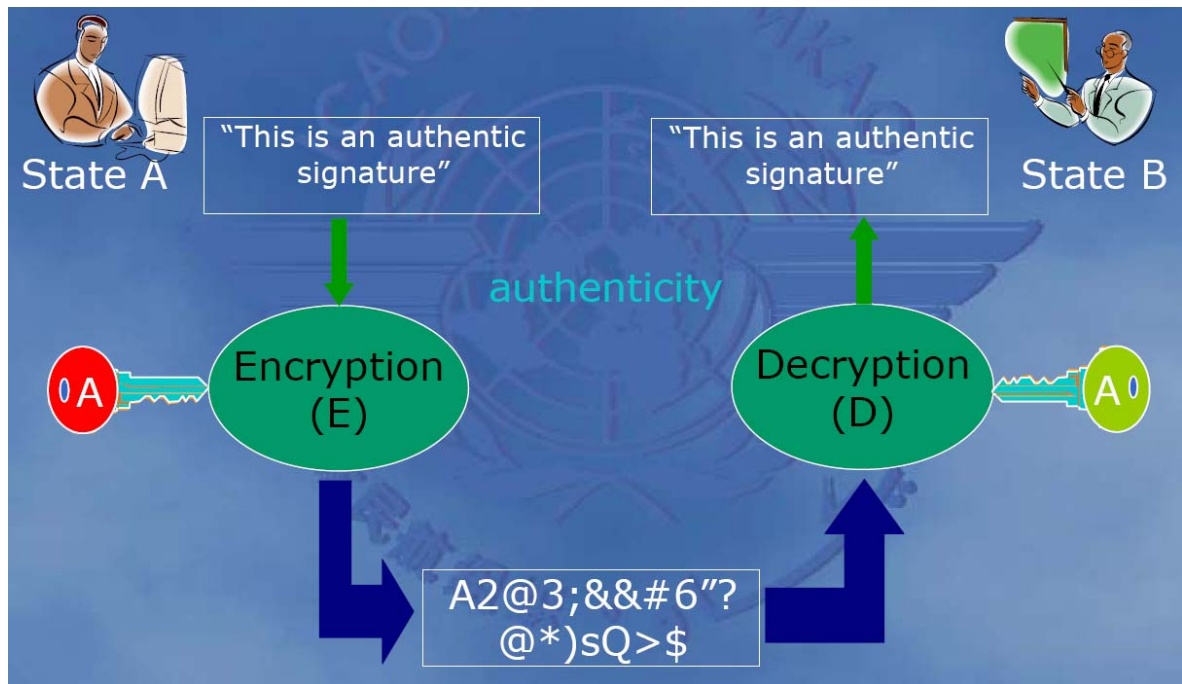 State A
“This is an authentic
signature”
“This is an authentic
signature”
State B
authenticity
A
Encryption
(E)
Decryption
(D)
A
A2@3;&&#6”?
@*)sQ>$